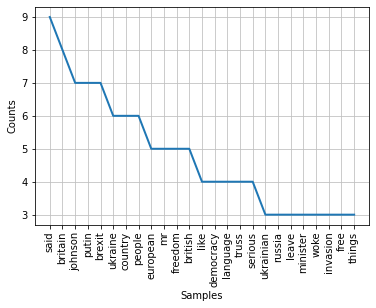 9
8
7
6
5
4
3
Counts
said
britain
johnson
putin
brexit
ukraine
country
people
european
mr
freedom
british
like
democracy
language
truss
serious
ukrainian
russia
leave
minister
woke
invasion
free
things
Samples